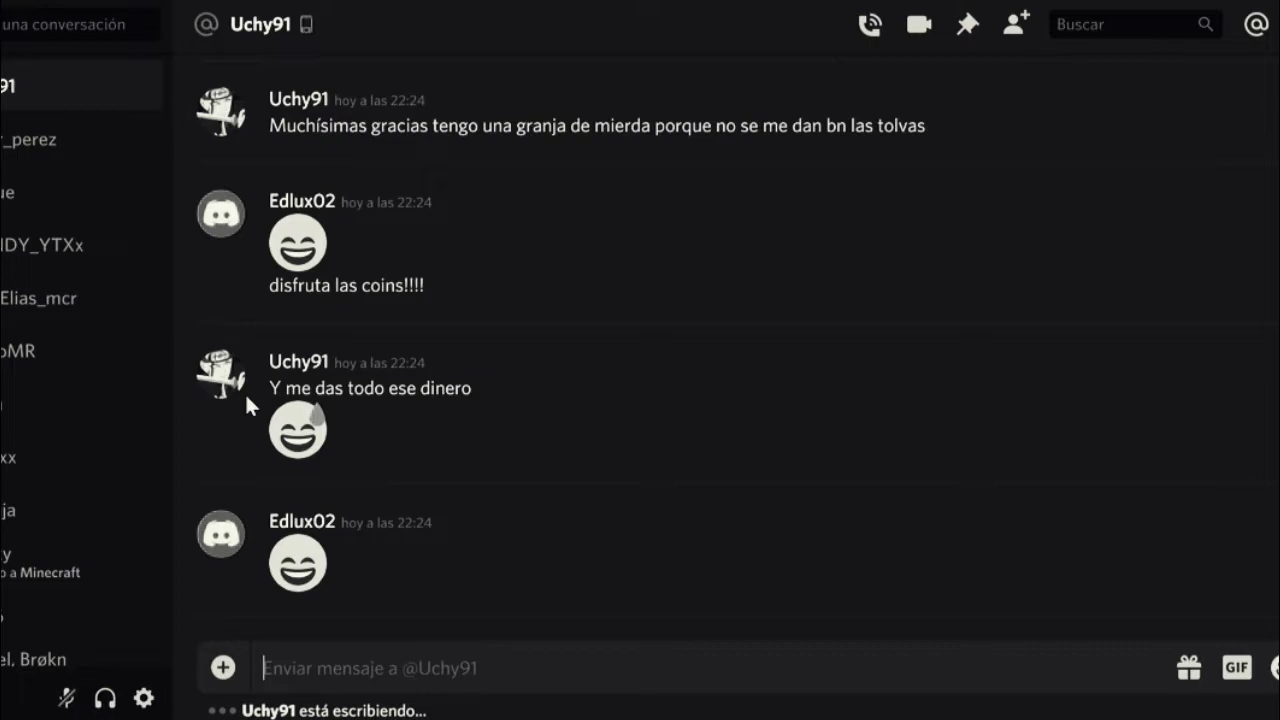 una conversación
Uchy91
Buscar
91
r_perez
ue
NDY_YTXx
Elias_mcr
oMR
xx
ja
y
o a Minecraft
el, Brøkn
Uchy91 hoy a las 22:24
Muchísimas gracias tengo una granja de mierda porque no se me dan bn las tolvas
Edlux02 hoy a las 22:24
disfruta las coins!!!!
Uchy91 hoy a las 22:24
Y me das todo ese dinero
Edlux02 hoy a las 22:24
Enviar mensaje a @Uchy91
GIF
Uchy91 está escribiendo...